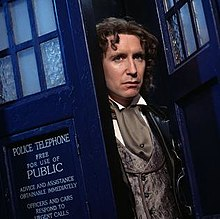 POLICE TELEPHONE
FREE
FOR USE OF
PUBLIC
ADVICE AND ASSISTANCE
OBTAINABLE IMMEDIATELY
OFFICERS AND CARS
RESPOND TO
URGENT CALLS